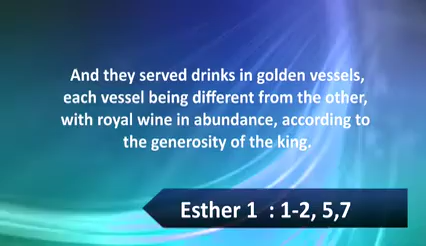 And they served drinks in golden vessels,
each vessel being different from the other,
with royal wine in abundance, according to
the generosity of the king.
Esther 1 : 1-2, 5,7